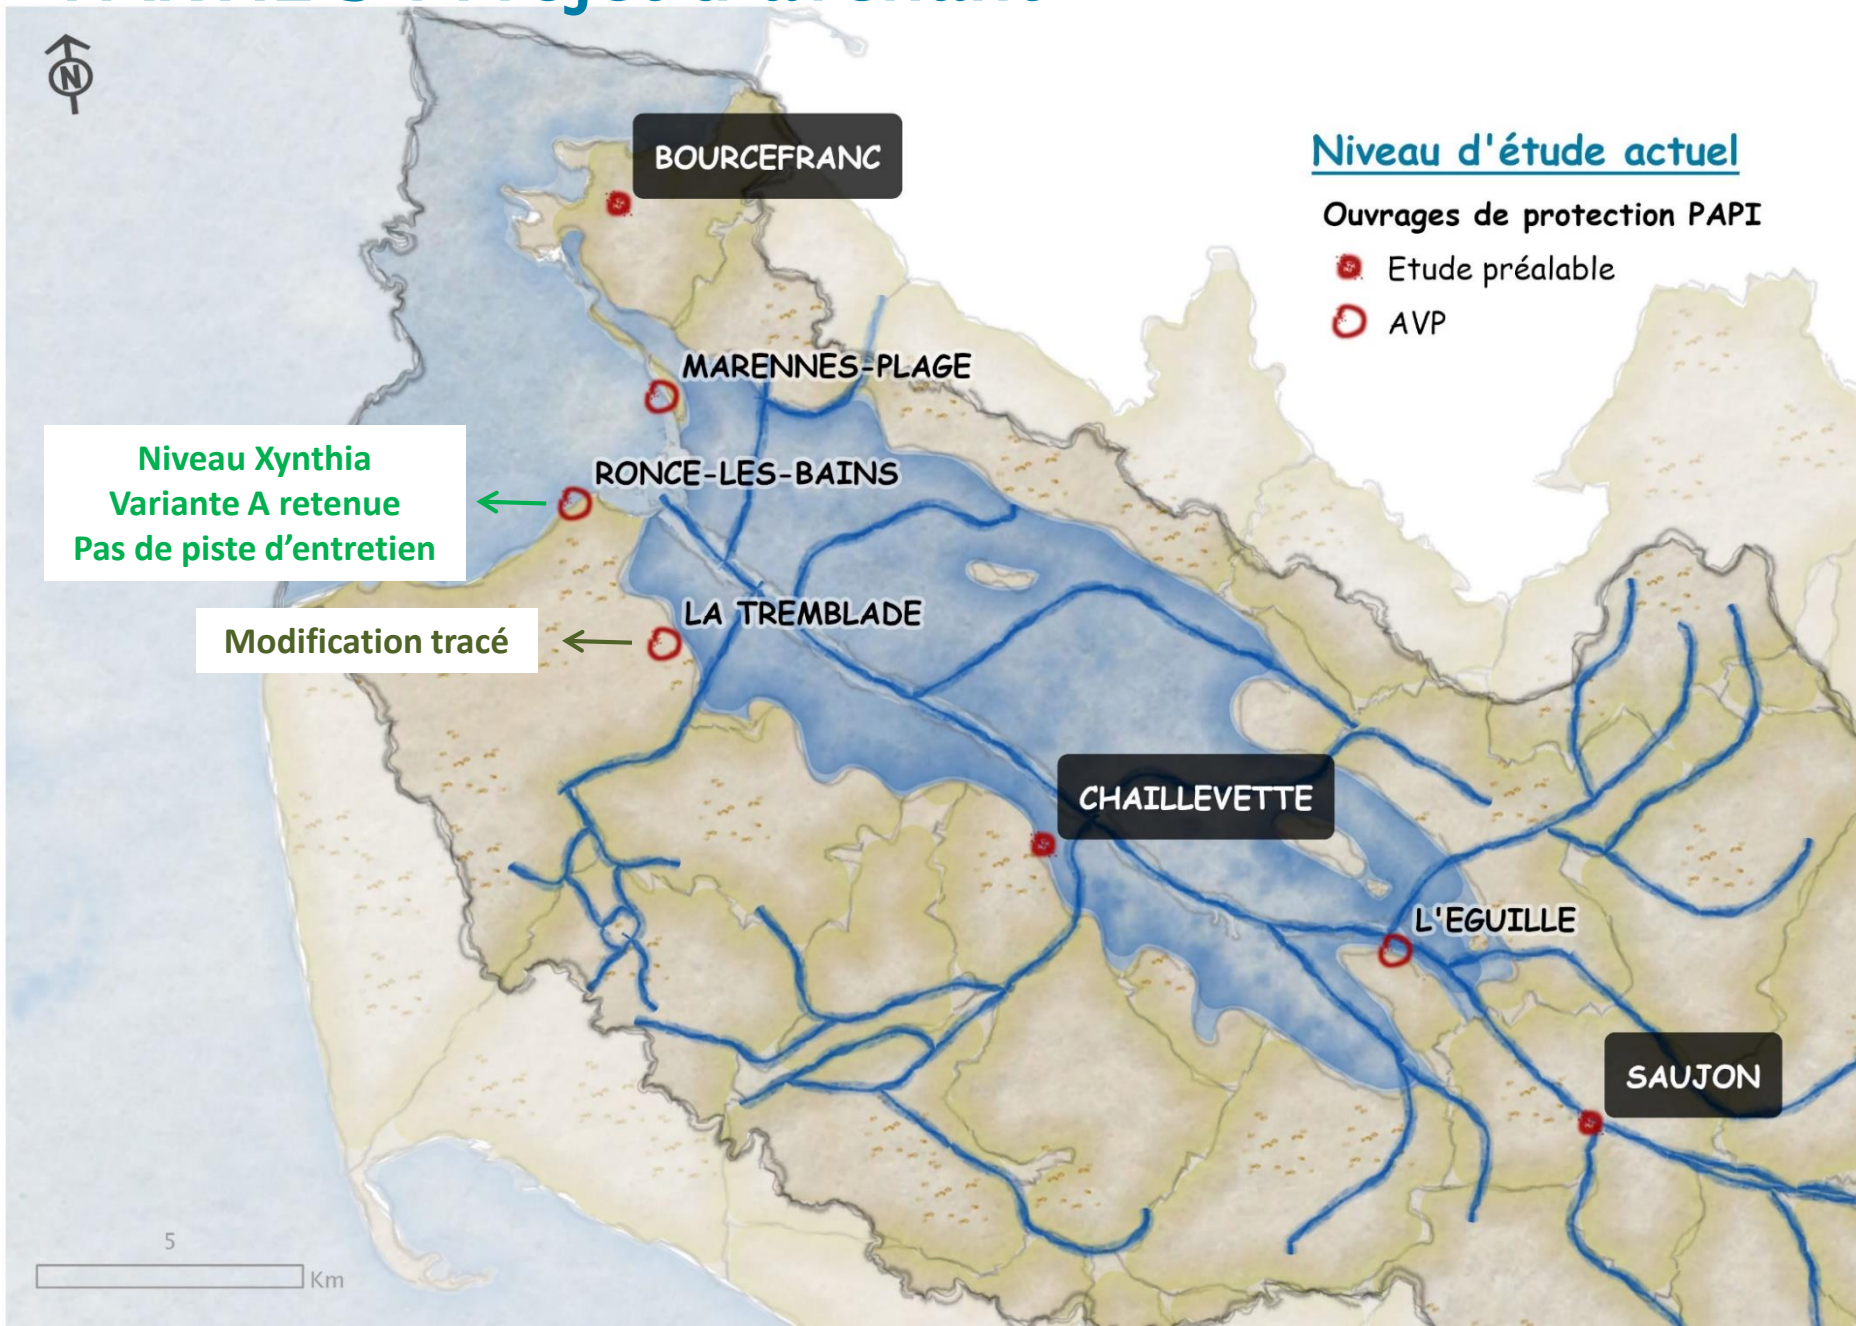 N
BOURCEFRANC
Niveau d'étude actuel
Ouvrages de protection PAPI
Etude préalable
AVP
MARENNES-PLAGE
Niveau Xynthia
Variante A retenue
Pas de piste d'entretien
RONCE-LES-BAINS
LA TREMBLADE
Modification tracé
CHAILLEVETTE
L'EGUILLE
SAUJON
5
Km